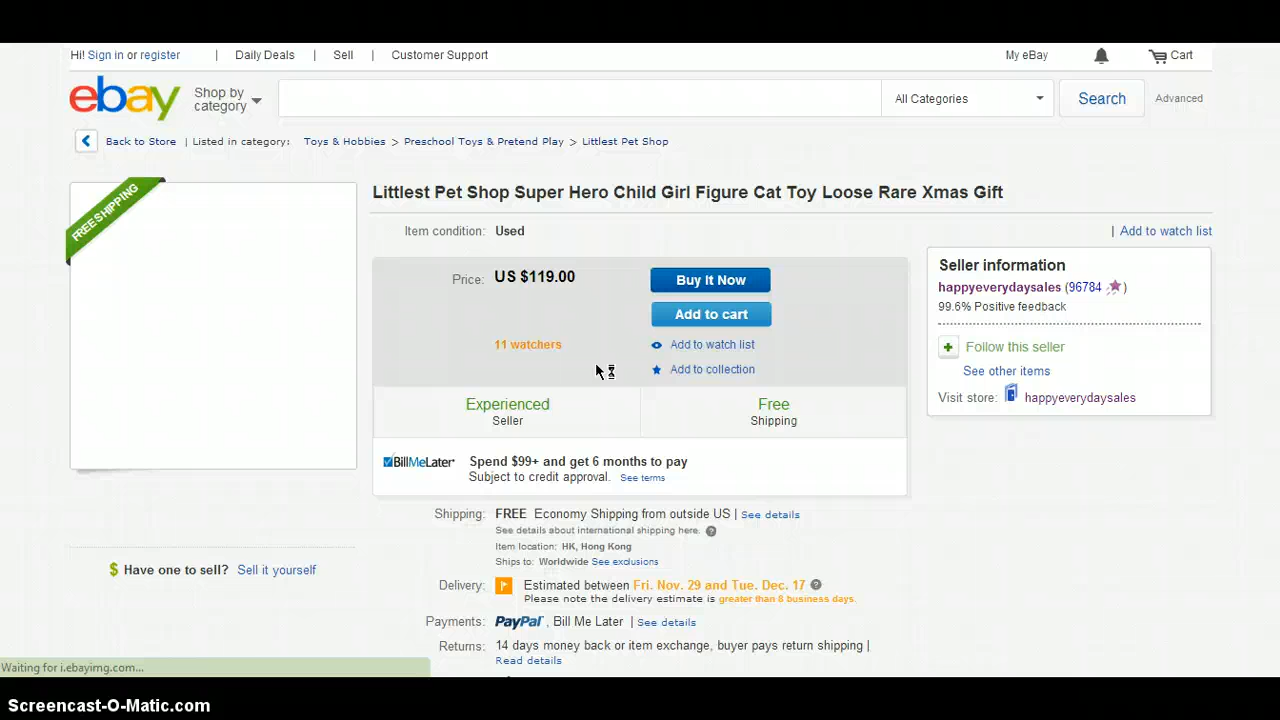 Hi! Sign in or register | Daily Deals | Sell | Customer Support My eBay Cart
ebay Shop by category All Categories Search Advanced
Back to Store | Listed in category: Toys & Hobbies > Preschool Toys & Pretend Play > Littlest Pet Shop
FREE SHIPPING
Littlest Pet Shop Super Hero Child Girl Figure Cat Toy Loose Rare Xmas Gift
Item condition: Used
| Add to watch list
Price: US $119.00
Buy It Now
Add to cart
11 watchers
Add to watch list
Add to collection
Experienced
Seller
Free
Shipping
BillMeLater Spend $99+ and get 6 months to pay
Subject to credit approval. See terms
Seller information
happyeverydaysales (96784 )
99.6% Positive feedback
Follow this seller
See other items
Visit store: happyeverydaysales
Shipping: FREE Economy Shipping from outside US | See details
See details about international shipping here.
Item location: HK, Hong Kong
Ships to: Worldwide See exclusions
$ Have one to sell? Sell it yourself
Delivery: Estimated between Fri. Nov. 29 and Tue. Dec. 17
Please note the delivery estimate is greater than 8 business days.
Payments: PayPal, Bill Me Later | See details
Returns: 14 days money back or item exchange, buyer pays return shipping |
Read details
Waiting for i.ebayimg.com...
Screencast-O-Matic.com